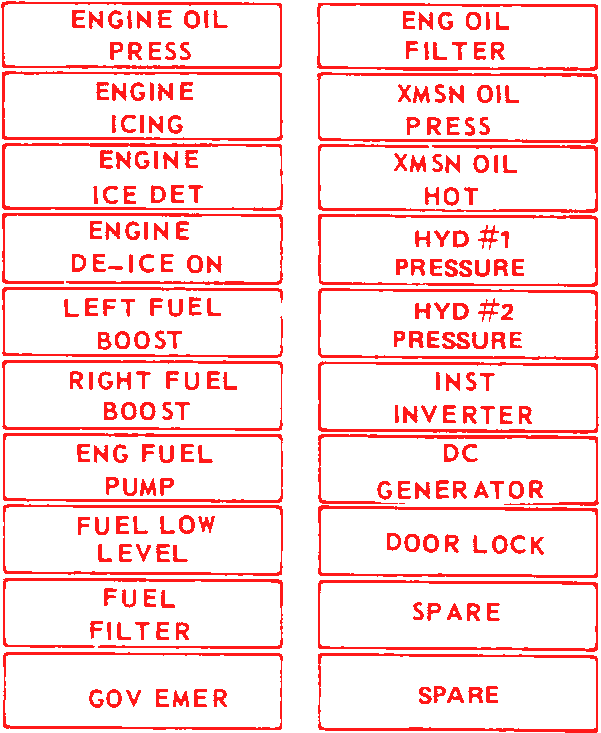 ENGINE OIL
PRESS
ENGINE
ICING
ENGINE
ICE DET
ENGINE
DE-ICE ON
LEFT FUEL
BOOST
RIGHT FUEL
BOOST
ENG FUEL
PUMP
FUEL LOW
LEVEL
FUEL
FILTER
GOV EMER
ENG OIL
FILTER
XMSN OIL
PRESS
XMSN OIL
HOT
HYD #1
PRESSURE
HYD #2
PRESSURE
INST
INVERTER
DC
GENERATOR
DOOR LOCK
SPARE
SPARE